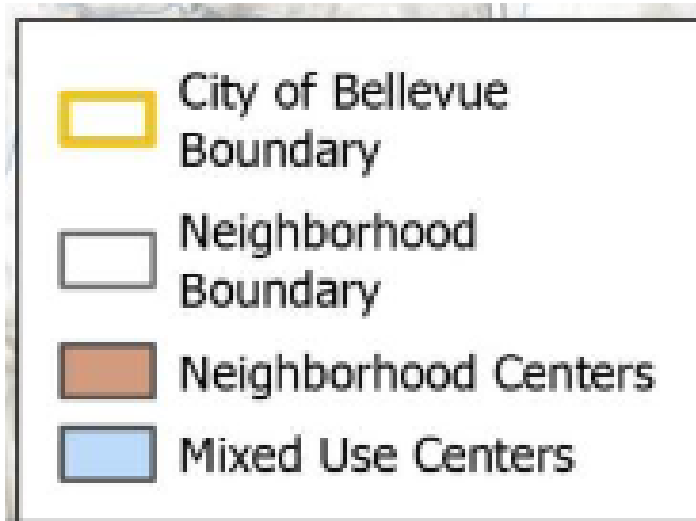 City of Bellevue
Boundary
Neighborhood
Boundary
Neighborhood Centers
Mixed Use Centers